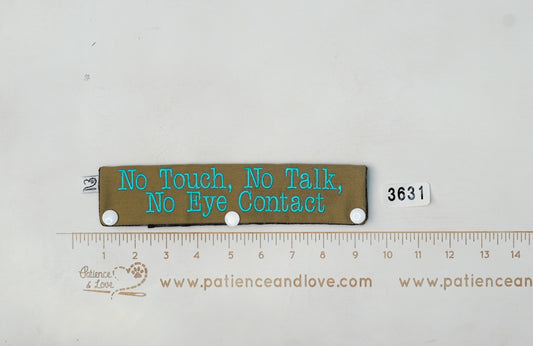 No Touch, No Talk,
No Eye Contact
3631
1 2 3 4 5 6 7 8 9 10 11 12 13 14
Patience
& Love
www.patienceandlove.com
www.patienceand